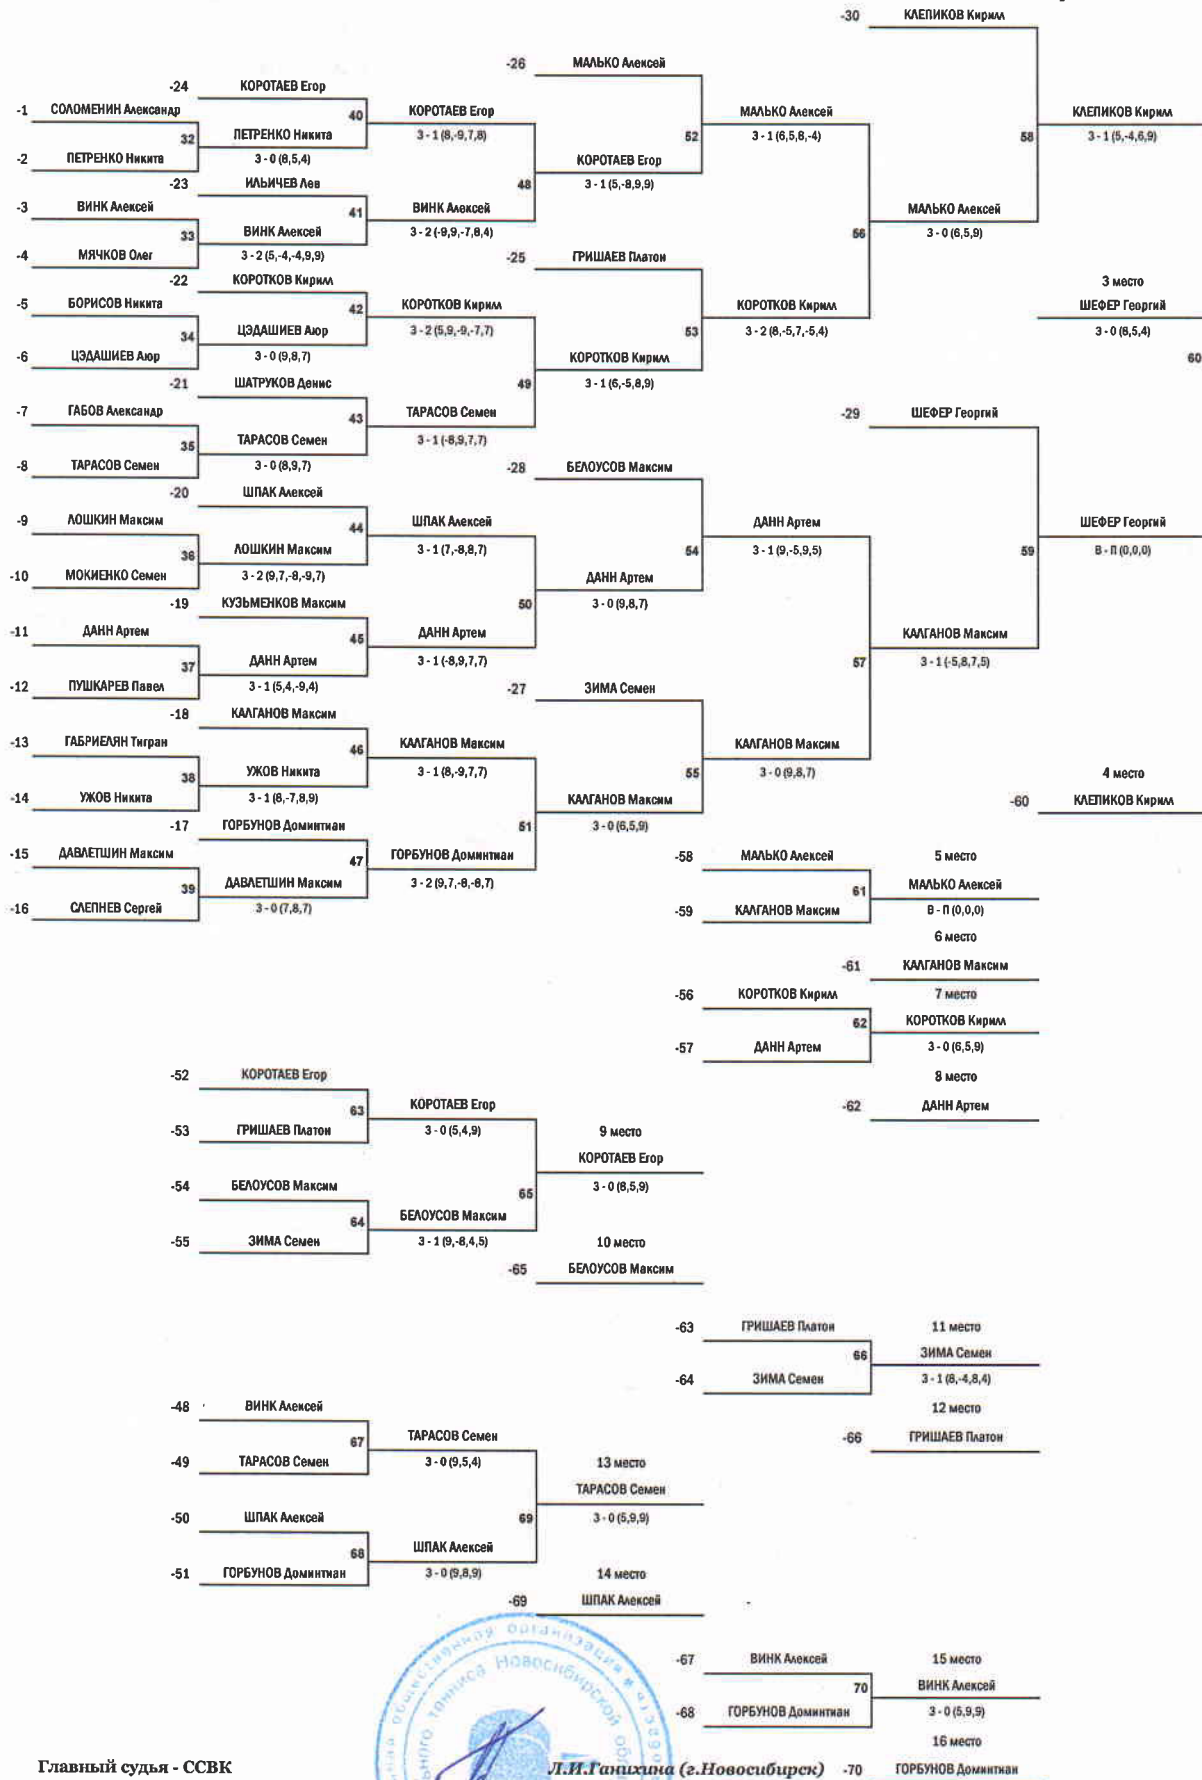 -30 КЛЕПИКОВ Кирилл
-26 МАЛЬКО Алексей
-24 КОРОТАЕВ Егор
-1 СОЛОМЕНИН Александр
40 КОРОТАЕВ Егор
3 - 1 (8,-9,7,8)
52 МАЛЬКО Алексей
3 - 1 (6,5,8,-4)
58 КЛЕПИКОВ Кирилл
3 - 1 (5,-4,6,9)
32 ПЕТРЕНКО Никита
3 - 0 (8,5,4)
-2 ПЕТРЕНКО Никита
48 КОРОТАЕВ Егор
3 - 1 (5,-8,9,9)
-23 ИЛЬИЧЕВ Лев
-3 ВИНК Алексей
41 ВИНК Алексей
3 - 2 (-9,9,-7,8,4)
56 МАЛЬКО Алексей
3 - 0 (6,5,9)
33 ВИНК Алексей
3 - 2 (5,-4,-4,9,9)
-4 МЯЧКОВ Олег
-25 ГРИШАЕВ Платон
-22 КОРОТКОВ Кирилл
3 место
-5 БОРИСОВ Никита
42 КОРОТКОВ Кирилл
3 - 2 (5,9,-9,-7,7)
53 КОРОТКОВ Кирилл
3 - 2 (8,-5,7,-5,4)
ШЕФЕР Георгий
3 - 0 (8,5,4)
60
34 ЦЭДАШИЕВ Аюр
3 - 0 (9,8,7)
-6 ЦЭДАШИЕВ Аюр
49 КОРОТКОВ Кирилл
3 - 1 (6,-5,8,9)
-21 ШАТРУКОВ Денис
-7 ГАБОВ Александр
43 ТАРАСОВ Семен
3 - 1 (-8,9,7,7)
-29 ШЕФЕР Георгий
35 ТАРАСОВ Семен
3 - 0 (8,9,7)
-8 ТАРАСОВ Семен
-28 БЕЛОУСОВ Максим
-20 ШПАК Алексей
-9 ЛОШКИН Максим
44 ШПАК Алексей
3 - 1 (7,-8,8,7)
54 ДАНН Артем
3 - 1 (9,-5,9,5)
59 ШЕФЕР Георгий
В - П (0,0,0)
36 ЛОШКИН Максим
3 - 2 (9,7,-8,-9,7)
-10 МОКИЕНКО Семен
50 ДАНН Артем
3 - 0 (9,8,7)
-19 КУЗЬМЕНКОВ Максим
-11 ДАНН Артем
45 ДАНН Артем
3 - 1 (-8,9,7,7)
57 КАЛГАНОВ Максим
3 - 1 (-5,8,7,5)
37 ДАНН Артем
3 - 1 (5,4,-9,4)
-12 ПУШКАРЕВ Павел
-27 ЗИМА Семен
-18 КАЛГАНОВ Максим
-13 ГАБРИЕЛЯН Тигран
46 КАЛГАНОВ Максим
3 - 1 (8,-9,7,7)
55 КАЛГАНОВ Максим
3 - 0 (9,8,7)
38 УЖОВ Никита
3 - 1 (8,-7,8,9)
4 место
-14 УЖОВ Никита
51 КАЛГАНОВ Максим
3 - 0 (6,5,9)
-60 КЛЕПИКОВ Кирилл
-17 ГОРБУНОВ Доминтиан
-15 ДАВЛЕТШИН Максим
47 ГОРБУНОВ Доминтиан
3 - 2 (9,7,-8,-8,7)
39 ДАВЛЕТШИН Максим
3 - 0 (7,8,7)
-16 СЛЕПНЕВ Сергей
-58 МАЛЬКО Алексей
5 место
61 МАЛЬКО Алексей
В - П (0,0,0)
-59 КАЛГАНОВ Максим
6 место
-61 КАЛГАНОВ Максим
-56 КОРОТКОВ Кирилл
7 место
62 КОРОТКОВ Кирилл
3 - 0 (6,5,9)
-57 ДАНН Артем
8 место
-62 ДАНН Артем
-52 КОРОТАЕВ Егор
63 КОРОТАЕВ Егор
3 - 0 (5,4,9)
-53 ГРИШАЕВ Платон
9 место
65 КОРОТАЕВ Егор
3 - 0 (8,5,9)
-54 БЕЛОУСОВ Максим
64 БЕЛОУСОВ Максим
3 - 1 (9,-8,4,5)
-55 ЗИМА Семен
10 место
-65 БЕЛОУСОВ Максим
-63 ГРИШАЕВ Платон
11 место
66 ЗИМА Семен
3 - 1 (8,-4,8,4)
-64 ЗИМА Семен
12 место
-66 ГРИШАЕВ Платон
-48 ВИНК Алексей
67 ТАРАСОВ Семен
3 - 0 (9,5,4)
-49 ТАРАСОВ Семен
13 место
69 ТАРАСОВ Семен
3 - 0 (5,9,9)
-50 ШПАК Алексей
68 ШПАК Алексей
3 - 0 (9,8,9)
-51 ГОРБУНОВ Доминтиан
14 место
-69 ШПАК Алексей
-67 ВИНК Алексей
15 место
70 ВИНК Алексей
3 - 0 (5,9,9)
-68 ГОРБУНОВ Доминтиан
16 место
-70 ГОРБУНОВ Доминтиан
общественная организация
тенниса Новосибирской
Главный судья - ССВК Л.И.Ганихина (г.Новосибирск)